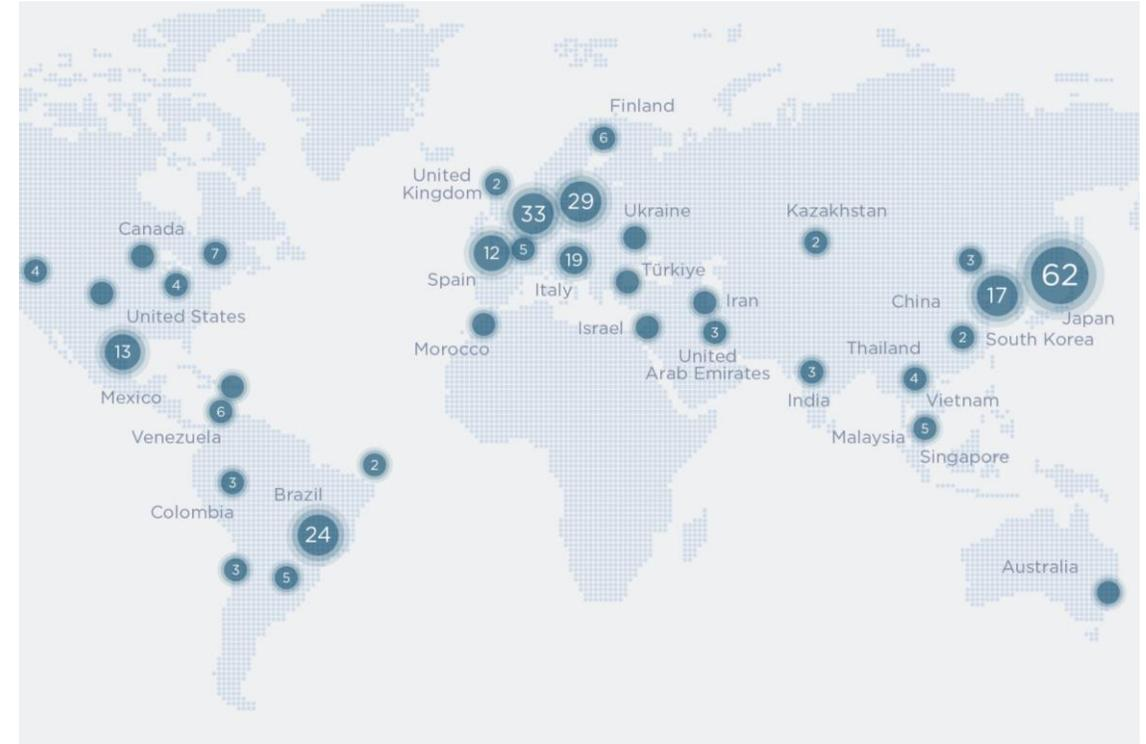 Finland
6
United
Kingdom
2
33
29
Ukraine
Kazakhstan
2
Canada
7
4
4
12
5
19
Spain
Italy
Türkiye
3
62
17
China
Japan
South Korea
United States
Iran
Israel
3
United
Arab Emirates
Morocco
2
Thailand
13
Mexico
3
India
4
Vietnam
6
Venezuela
Malaysia
5
Singapore
2
3
Colombia
Brazil
24
3
5
Australia